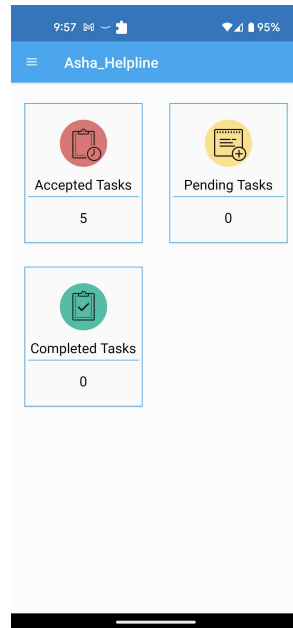 9:57 95%
Asha_Helpline
Accepted Tasks
5
Pending Tasks
0
Completed Tasks
0